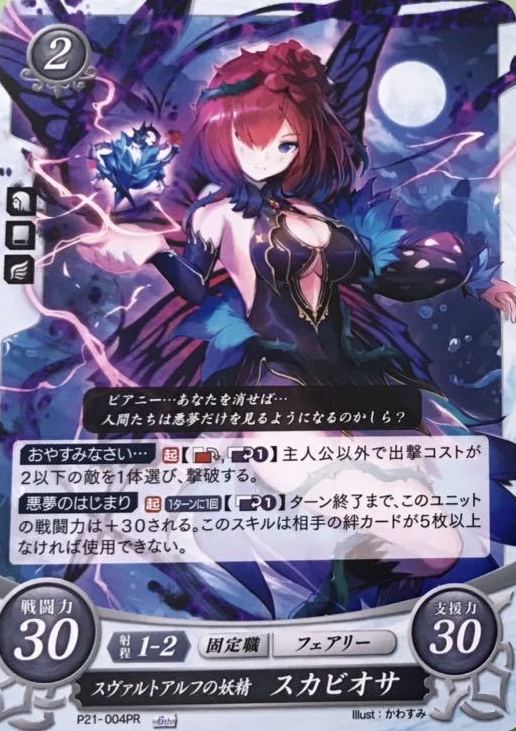 2
ピアニー…あなたを消せば…
人間たちは悪夢だけを見るようになるのかしら？
おやすみなさい… 起【　、　1】主人公以外で出撃コストが
2以下の敵を1体選び、撃破する。
悪夢のはじまり 起 1ターンに1回【　1】ターン終了まで、このユニット
の戦闘力は＋30される。このスキルは相手の絆カードが5枚以上
なければ使用できない。
戦闘力
30
射程 1-2
固定職
フェアリー
支援力
30
スヴァルトアルフの妖精 スカビオサ
P21-004PR 6th
Illust：かわすみ